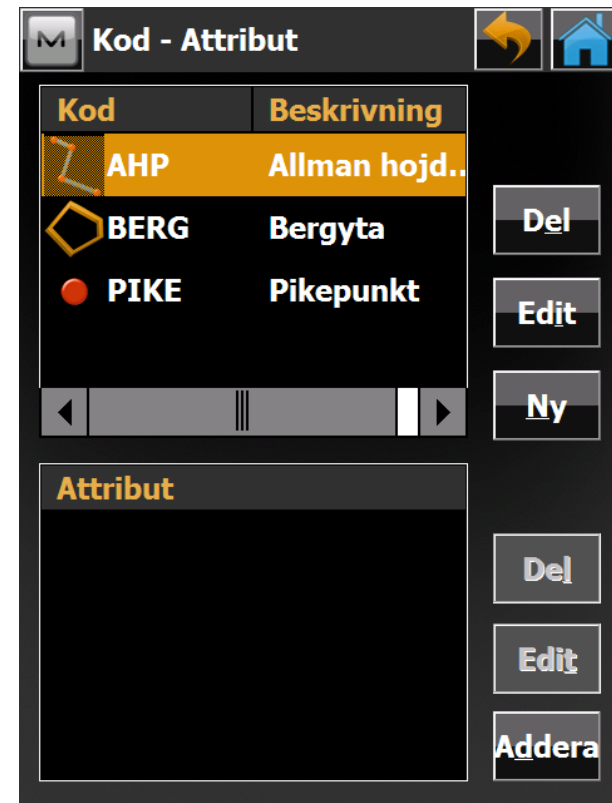 Kod - Attribut
Kod Beskrivning
AHP Allman hojd..
BERG Bergyta
PIKE Pikepunkt
Del
Edit
Ny
Attribut
Del
Edit
Addera